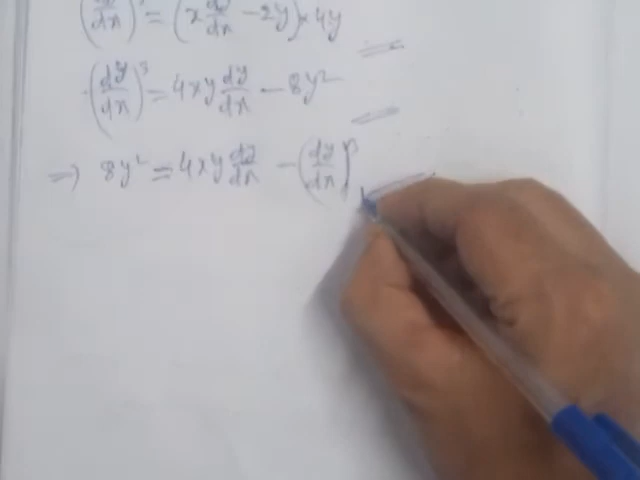 (dy/dx)³ = (x dy/dx - 2y) × 4y
(dy/dx)³ = 4xy dy/dx - 8y²
⇒ 8y² = 4xy dy/dx - (dy/dx)³